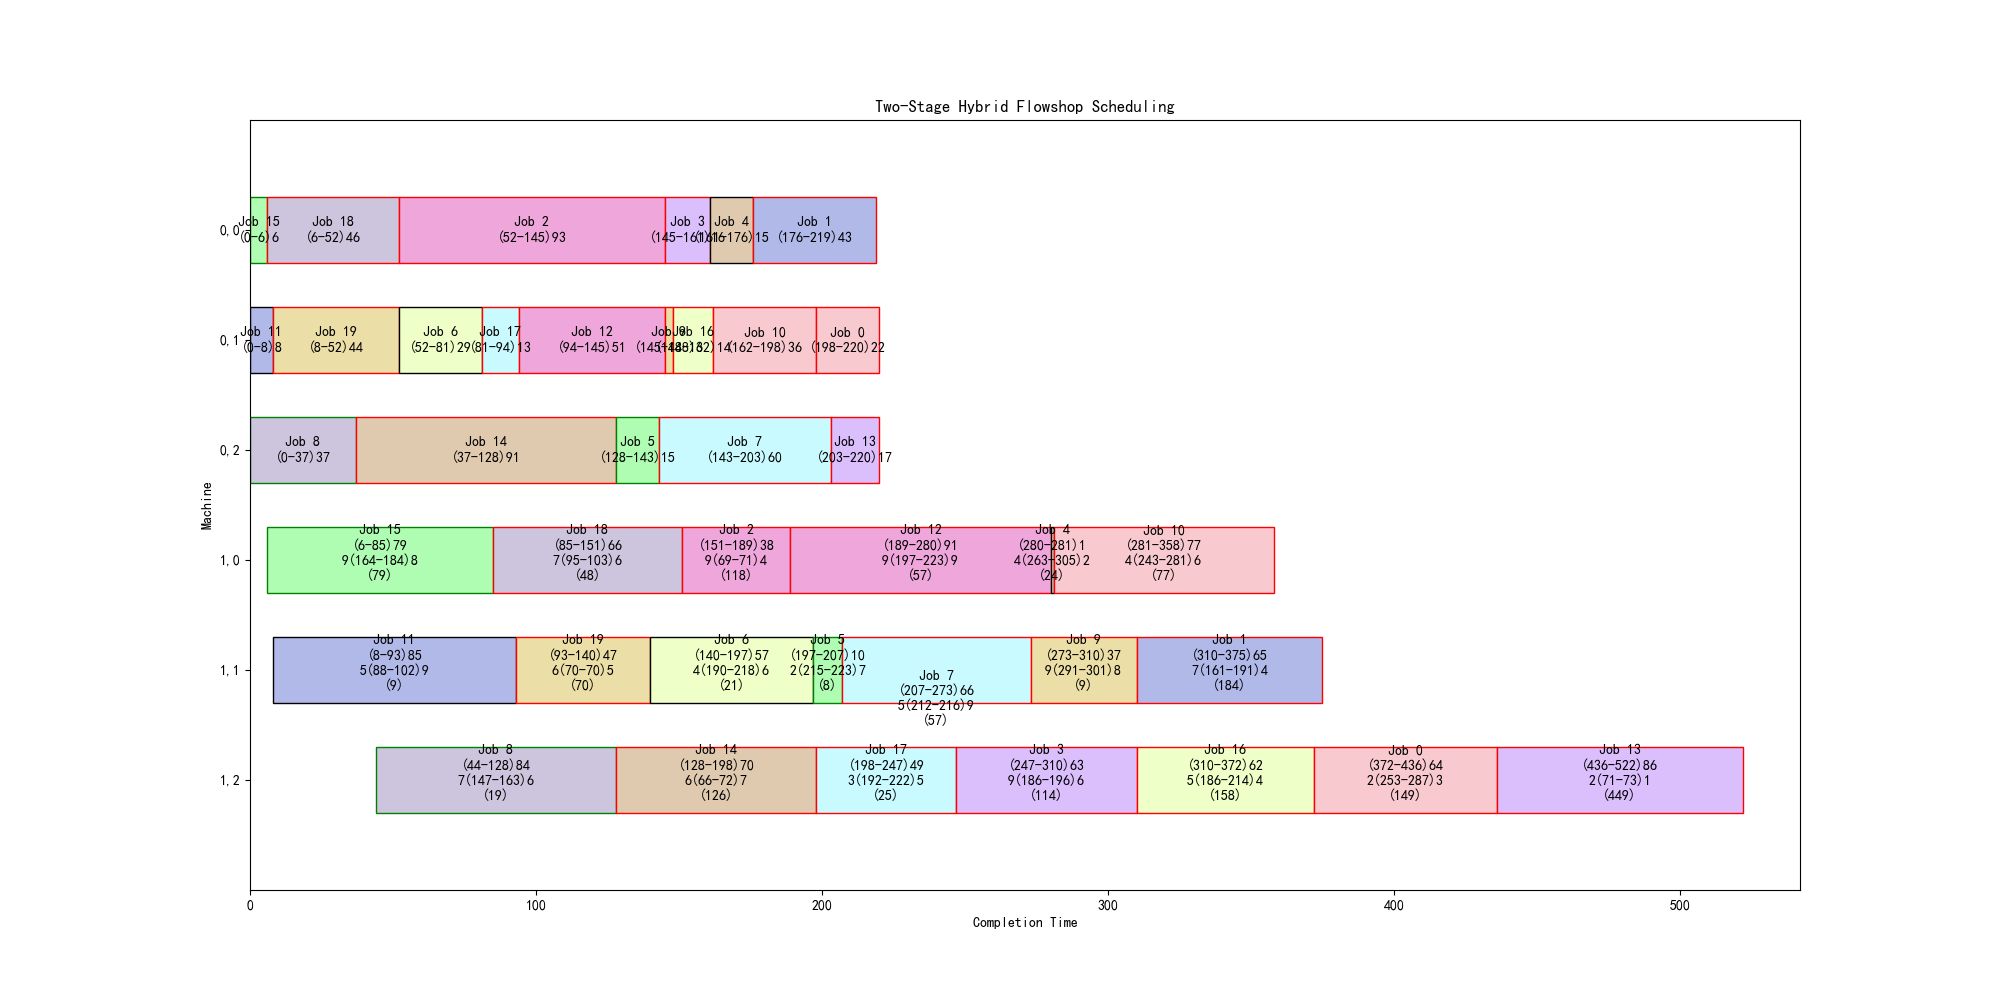 Two-Stage Hybrid Flowshop Scheduling
Machine
0,0
Job 15
(0-6)6
Job 18
(6-52)46
Job 2
(52-145)93
Job 3
(145-161)16
Job 4
(161-176)15
Job 1
(176-219)43
0,1
Job 11
(0-8)8
Job 19
(8-52)44
Job 6
(52-81)29
Job 17
(81-94)13
Job 12
(94-145)51
Job 9
(145-148)3
Job 16
(148-162)14
Job 10
(162-198)36
Job 0
(198-220)22
0,2
Job 8
(0-37)37
Job 14
(37-128)91
Job 5
(128-143)15
Job 7
(143-203)60
Job 13
(203-220)17
1,0
Job 15
(6-85)79
9(164-184)8
(79)
Job 18
(85-151)66
7(95-103)6
(48)
Job 2
(151-189)38
9(69-71)4
(118)
Job 12
(189-280)91
9(197-223)9
(57)
Job 4
(280-281)1
4(263-305)2
(24)
Job 10
(281-358)77
4(243-281)6
(77)
1,1
Job 11
(8-93)85
5(88-102)9
(9)
Job 19
(93-140)47
6(70-70)5
(70)
Job 6
(140-197)57
4(190-218)6
(21)
Job 5
(197-207)10
2(215-223)7
(8)
Job 7
(207-273)66
5(212-216)9
(57)
Job 9
(273-310)37
9(291-301)8
(9)
Job 1
(310-375)65
7(161-191)4
(184)
1,2
Job 8
(44-128)84
7(147-163)6
(19)
Job 14
(128-198)70
6(66-72)7
(126)
Job 17
(198-247)49
3(192-222)5
(25)
Job 3
(247-310)63
9(186-196)6
(114)
Job 16
(310-372)62
5(186-214)4
(158)
Job 0
(372-436)64
2(253-287)3
(149)
Job 13
(436-522)86
2(71-73)1
(449)
0 100 200 300 400 500
Completion Time